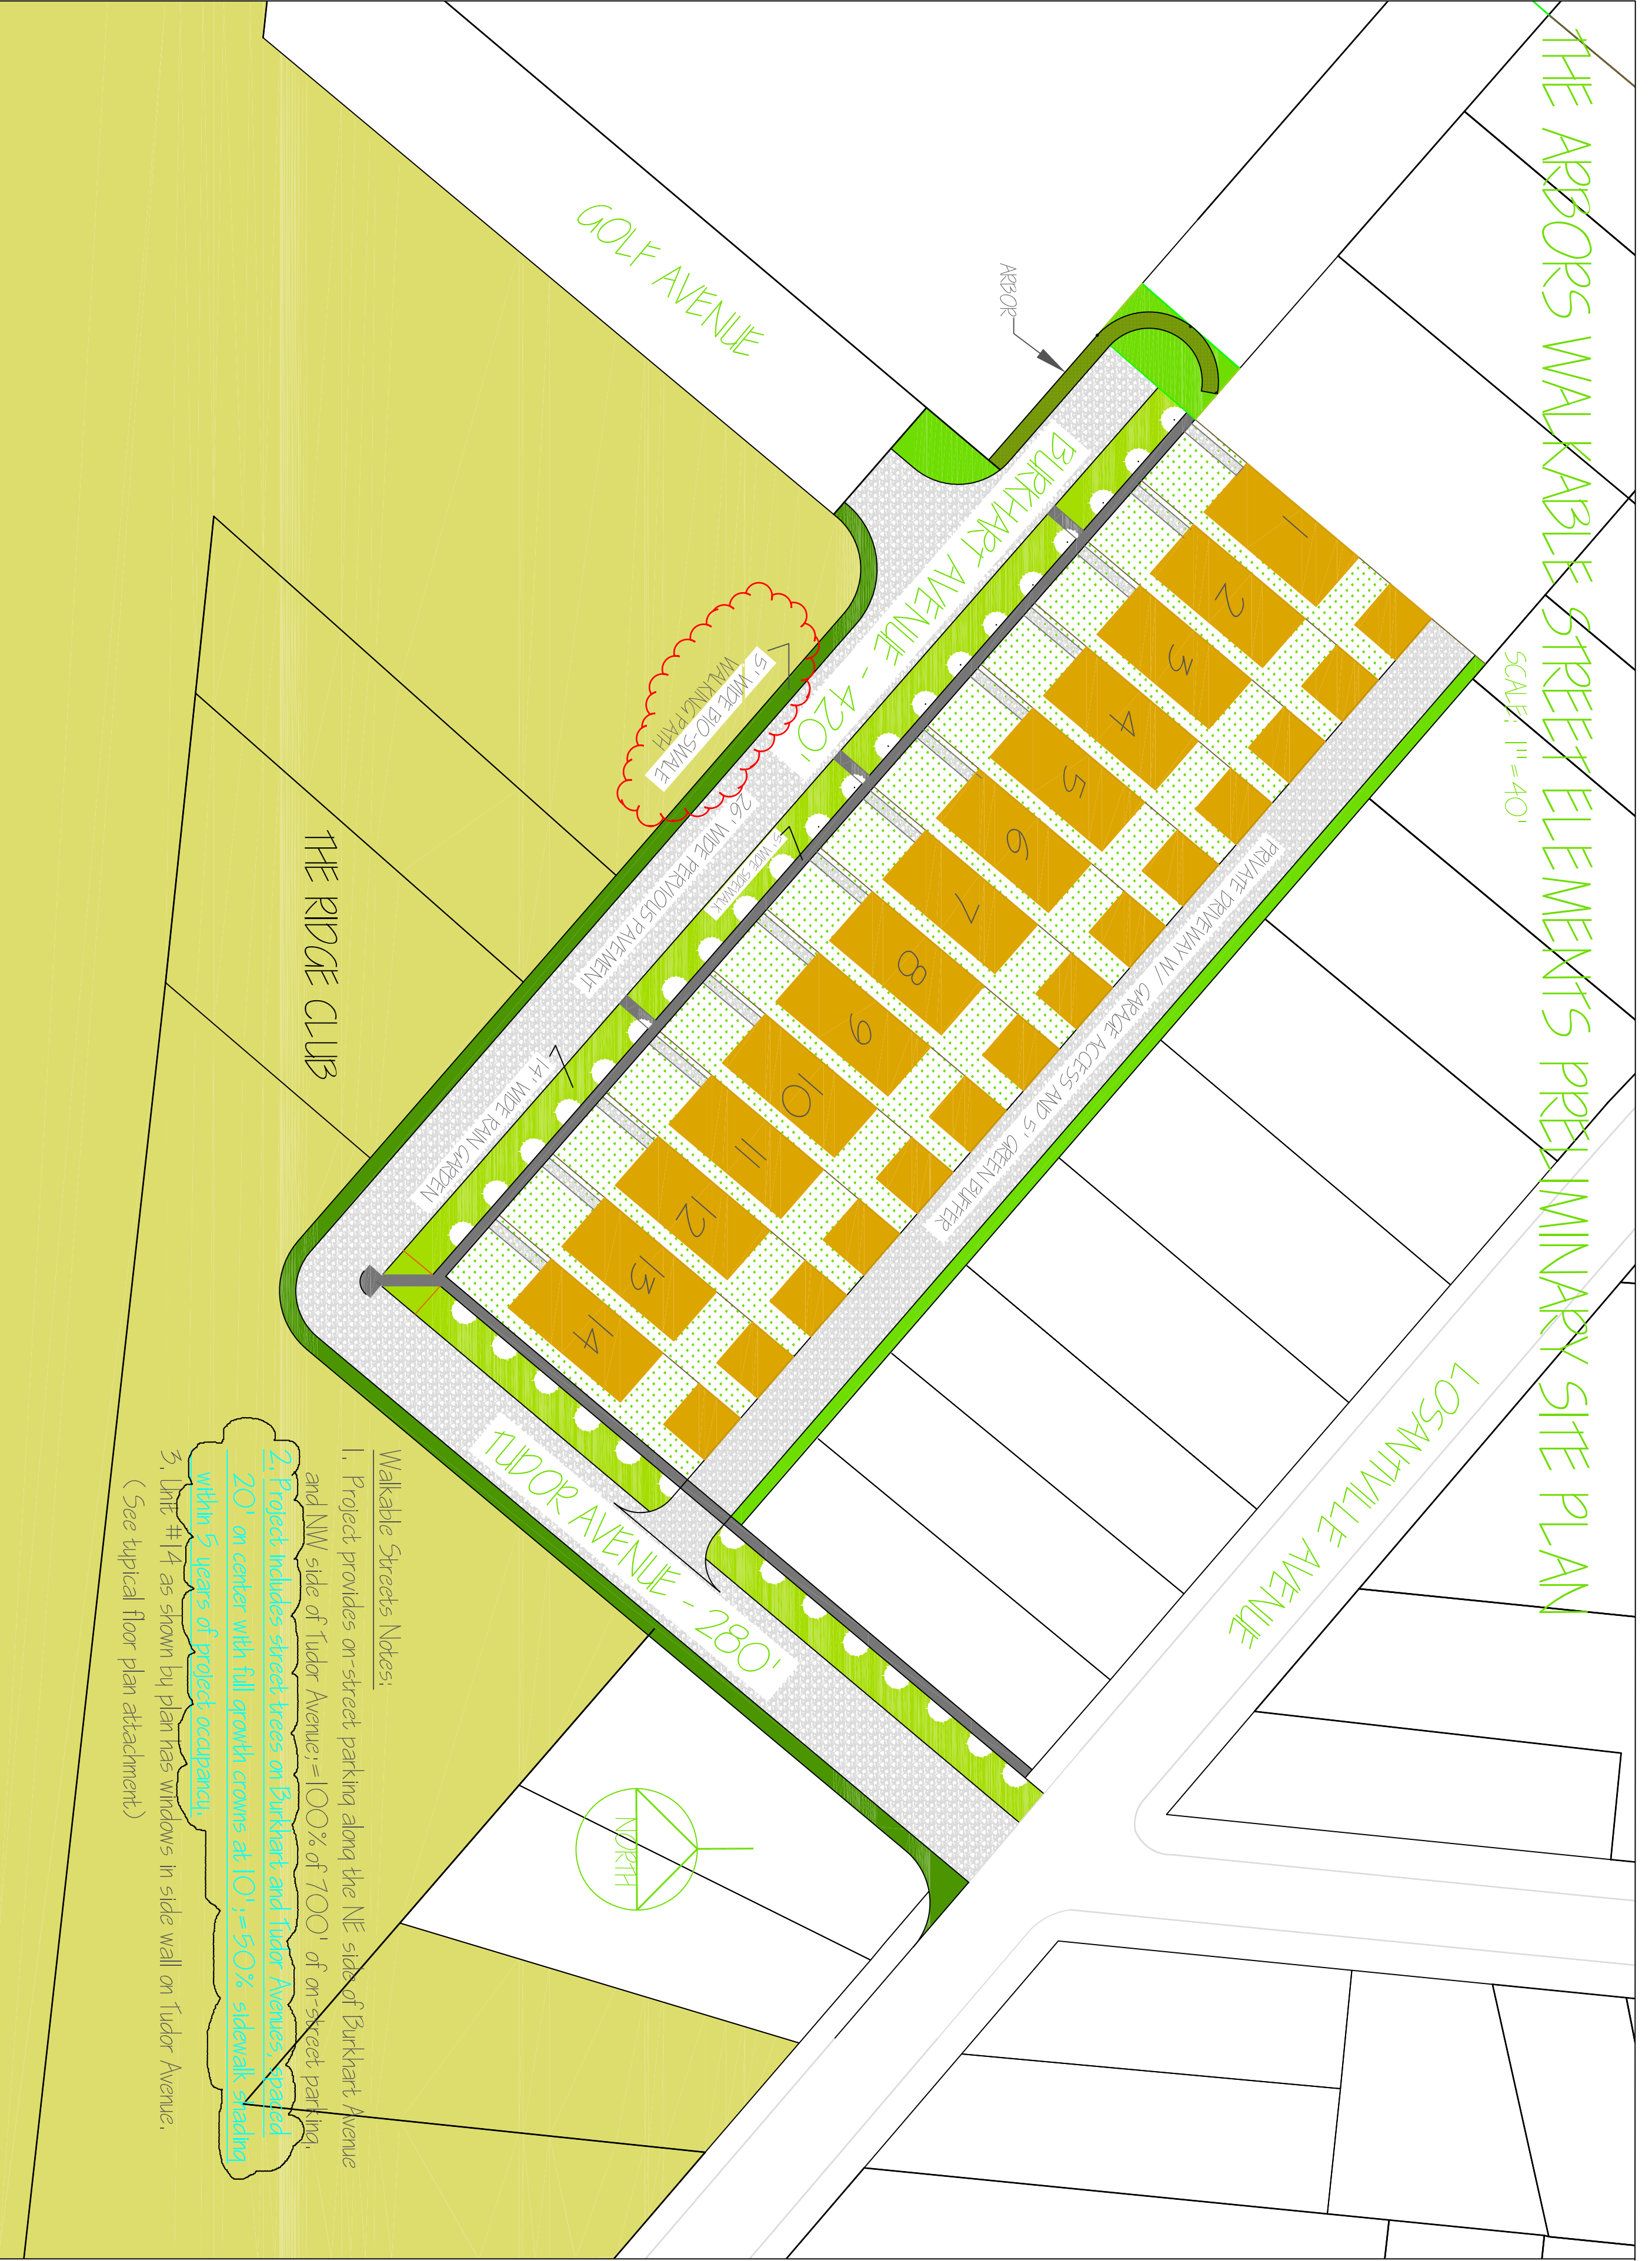 THE ARBORS WALKABLE STREET ELEMENTS PRELIMINARY SITE PLAN
SCALE: 1" = 40'
LOSANTIVILLE AVENUE
PRIVATE DRIVEWAY W/ GARAGE ACCESS AND 5' GREEN BUFFER
1
2
3
4
5
6
7
8
9
10
11
12
13
14
ARBOR
BURKHART AVENUE - 420'
GOLF AVENUE
5' WIDE BIO-SWALE
WALKING PATH
5' WIDE SIDEWALK
26' WIDE PERVIOUS PAVEMENT
14' WIDE RAIN GARDEN
TUDOR AVENUE - 280'
NORTH
THE RIDGE CLUB
Walkable Streets Notes:
1. Project provides on-street parking along the NE side of Burkhart Avenue
and NW side of Tudor Avenue; = 100% of 700' of on-street parking.
2. Project includes street trees on Burkhart and Tudor Avenues, spaced
20' on center with full growth crowns at 10'; = 50% sidewalk shading
within 5 years of project occupancy.
3. Unit #14 as shown by plan has windows in side wall on Tudor Avenue.
( See typical floor plan attachment)